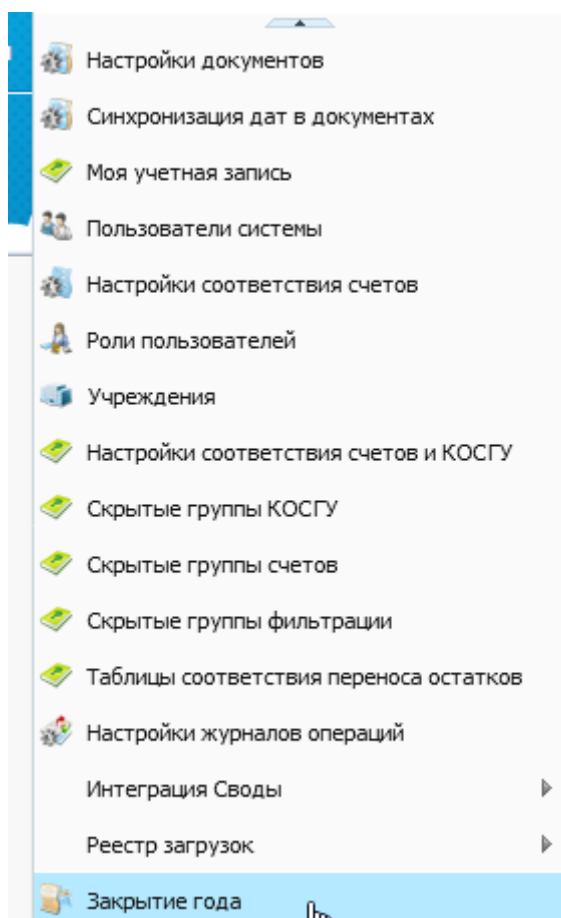 Настройки документов
Синхронизация дат в документах
Моя учетная запись
Пользователи системы
Настройки соответствия счетов
Роли пользователей
Учреждения
Настройки соответствия счетов и КОСГУ
Скрытые группы КОСГУ
Скрытые группы счетов
Скрытые группы фильтрации
Таблицы соответствия переноса остатков
Настройки журналов операций
Интеграция Своды
Реестр загрузок
Закрытие года